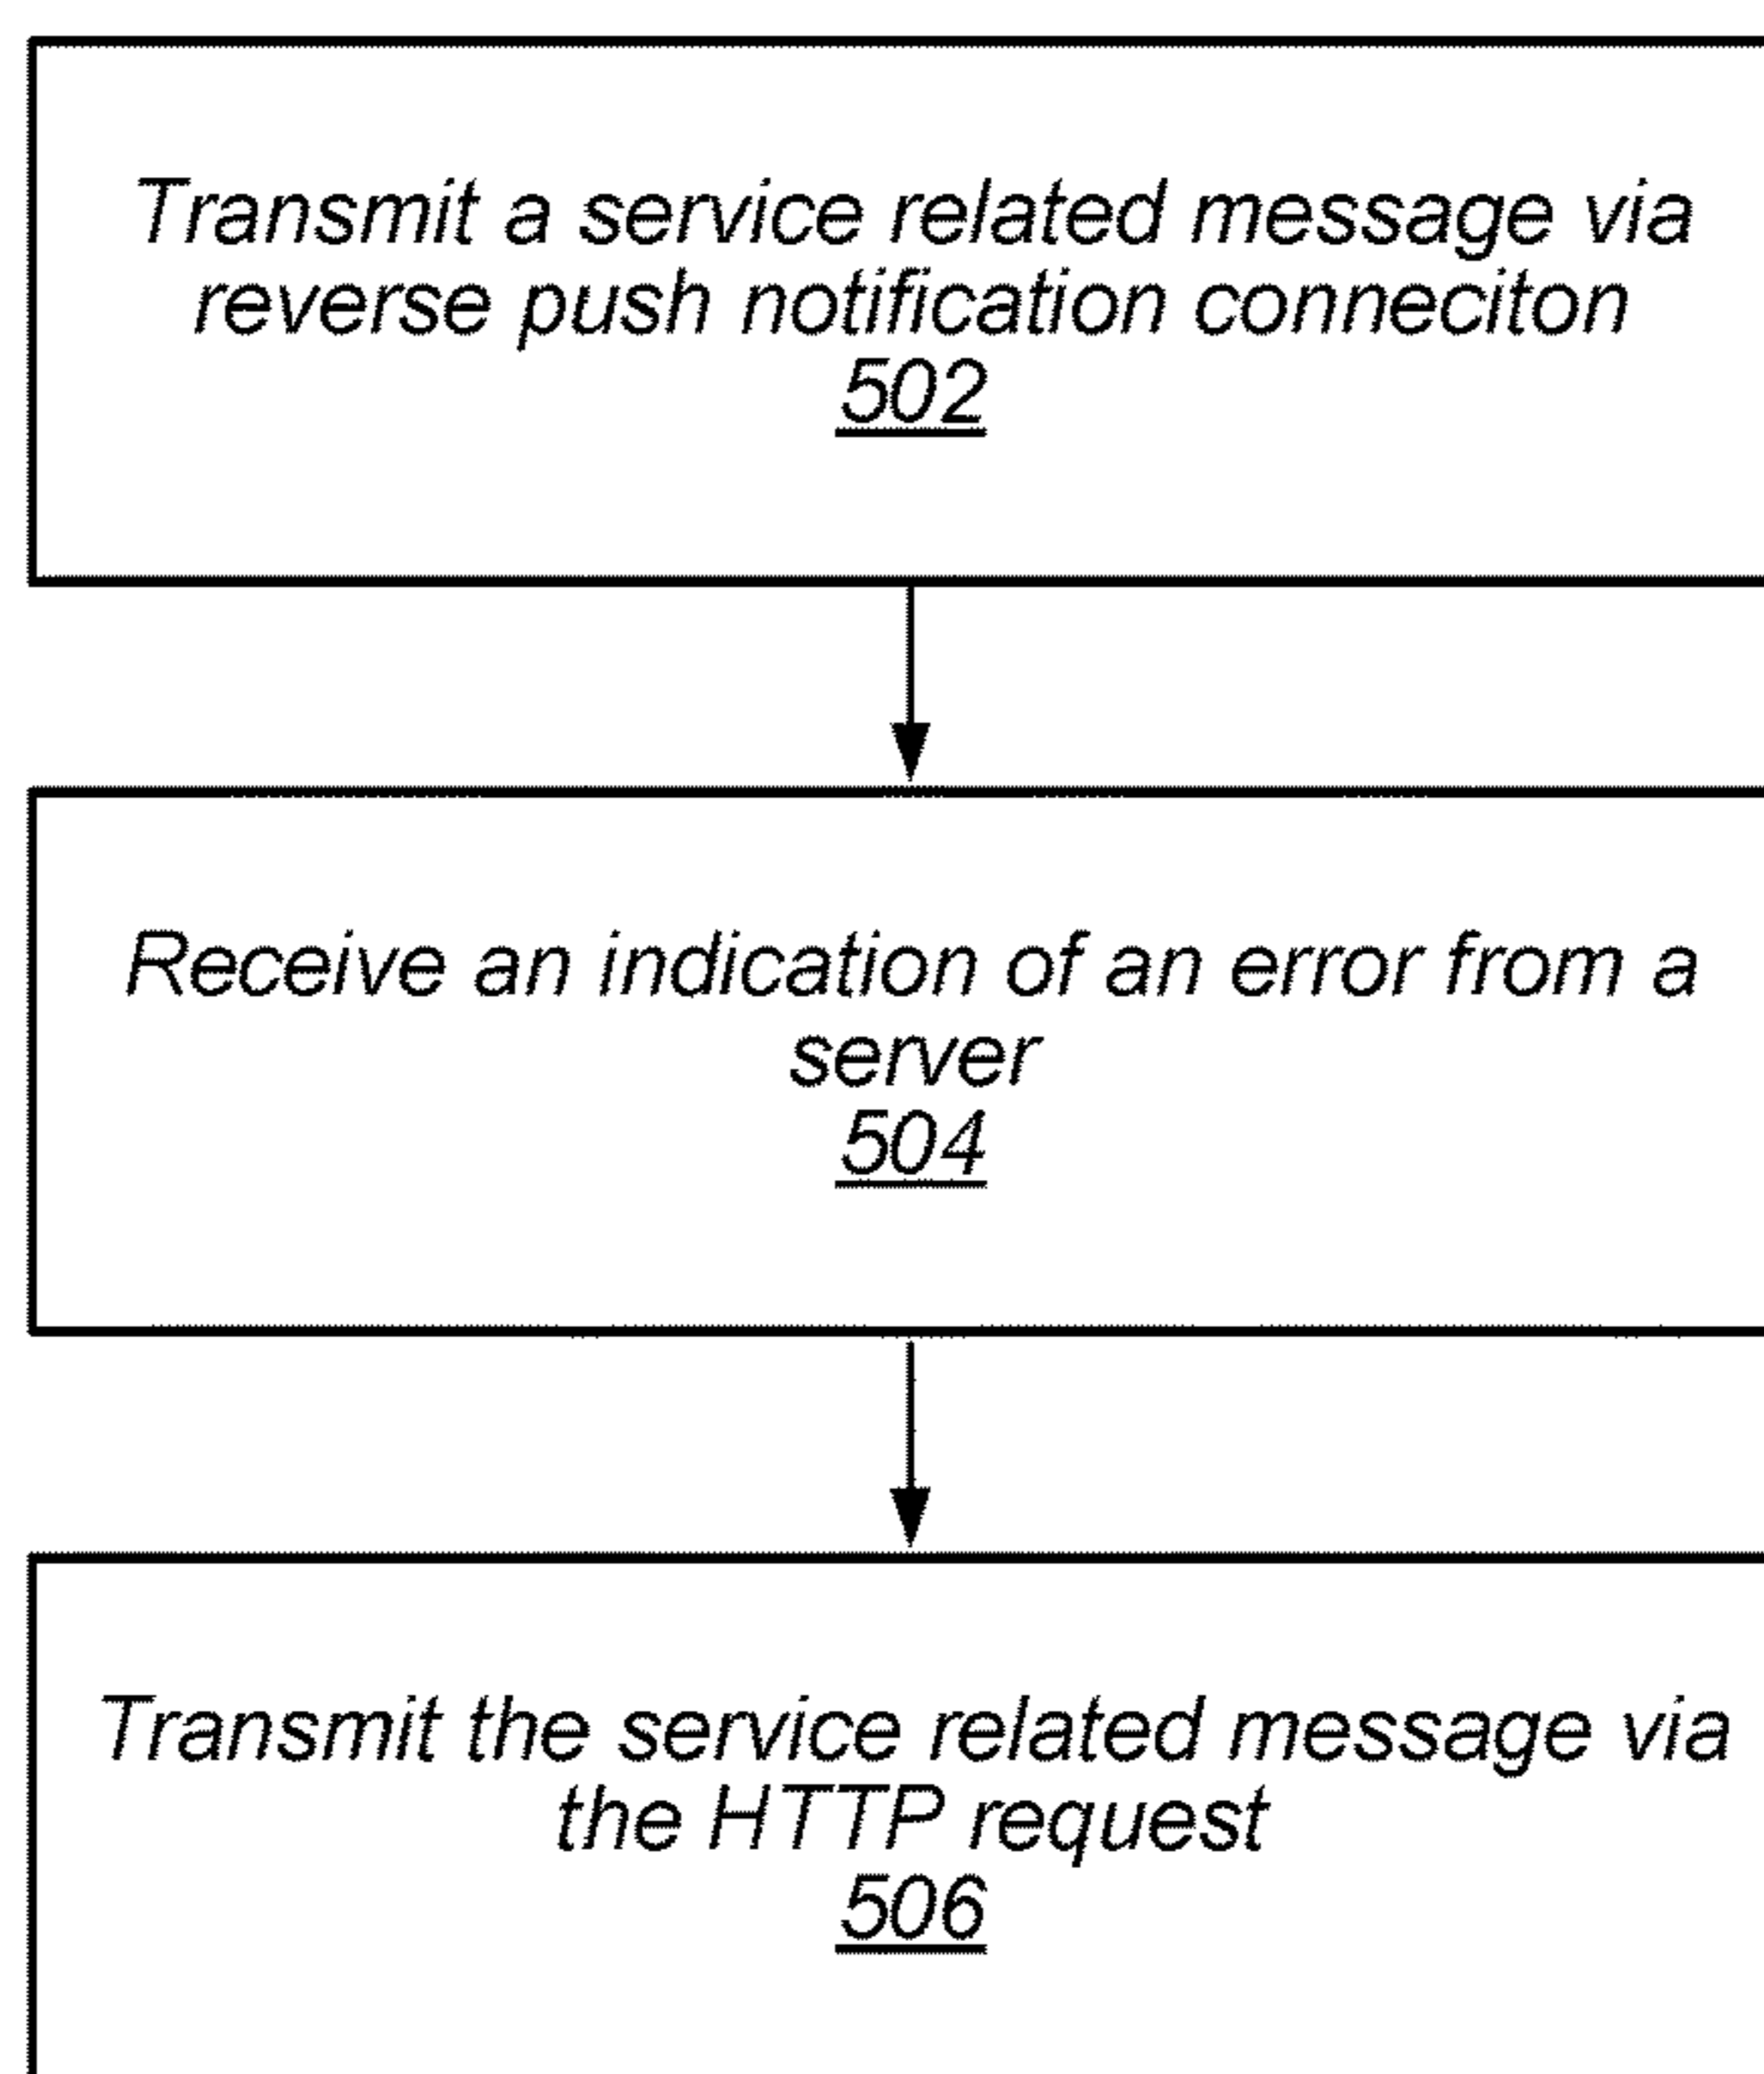 Transmit a service related message via
reverse push notification conneciton
502
Receive an indication of an error from a
server
504
Transmit the service related message via
the HTTP request
506